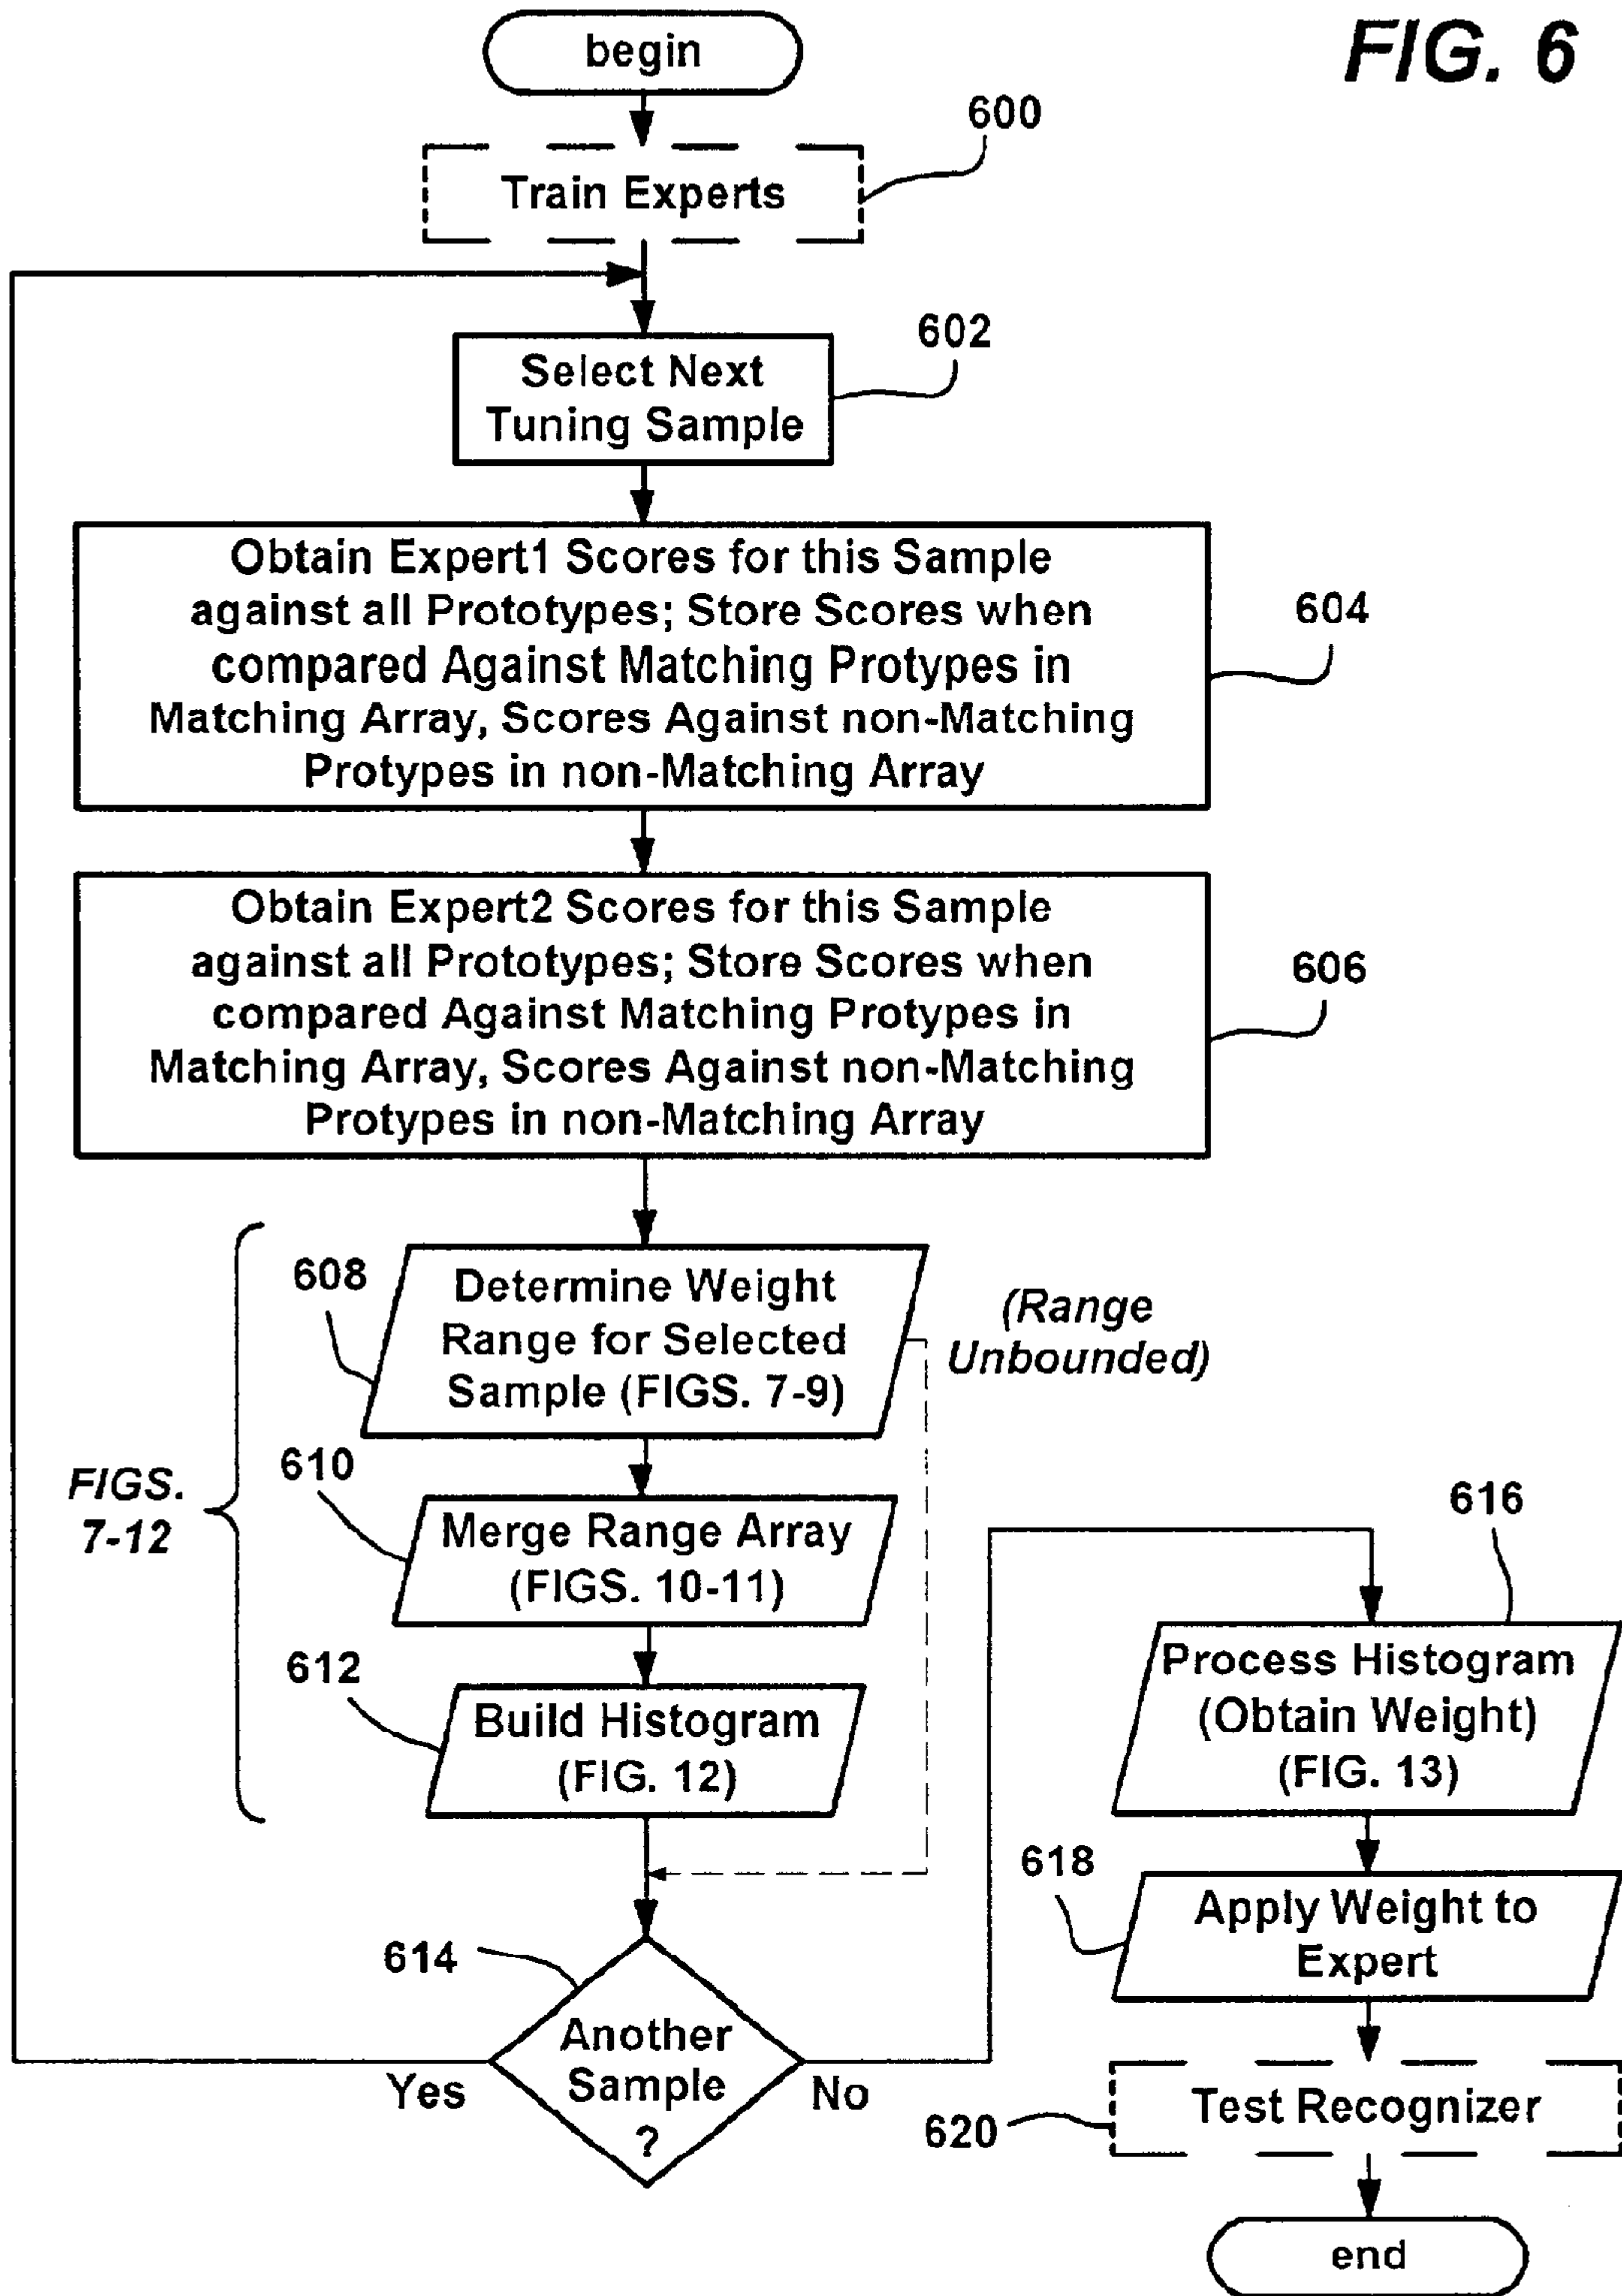 FIG. 6
begin
600
Train Experts
602
Select Next
Tuning Sample
Obtain Expert1 Scores for this Sample
against all Prototypes; Store Scores when
compared Against Matching Protypes in
Matching Array, Scores Against non-Matching
Protypes in non-Matching Array
604
Obtain Expert2 Scores for this Sample
against all Prototypes; Store Scores when
compared Against Matching Protypes in
Matching Array, Scores Against non-Matching
Protypes in non-Matching Array
606
608
Determine Weight
Range for Selected
Sample (FIGS. 7-9)
(Range
Unbounded)
FIGS.
7-12
610
Merge Range Array
(FIGS. 10-11)
612
Build Histogram
(FIG. 12)
614
Another
Sample
?
Yes
No
616
Process Histogram
(Obtain Weight)
(FIG. 13)
618
Apply Weight to
Expert
620
Test Recognizer
end